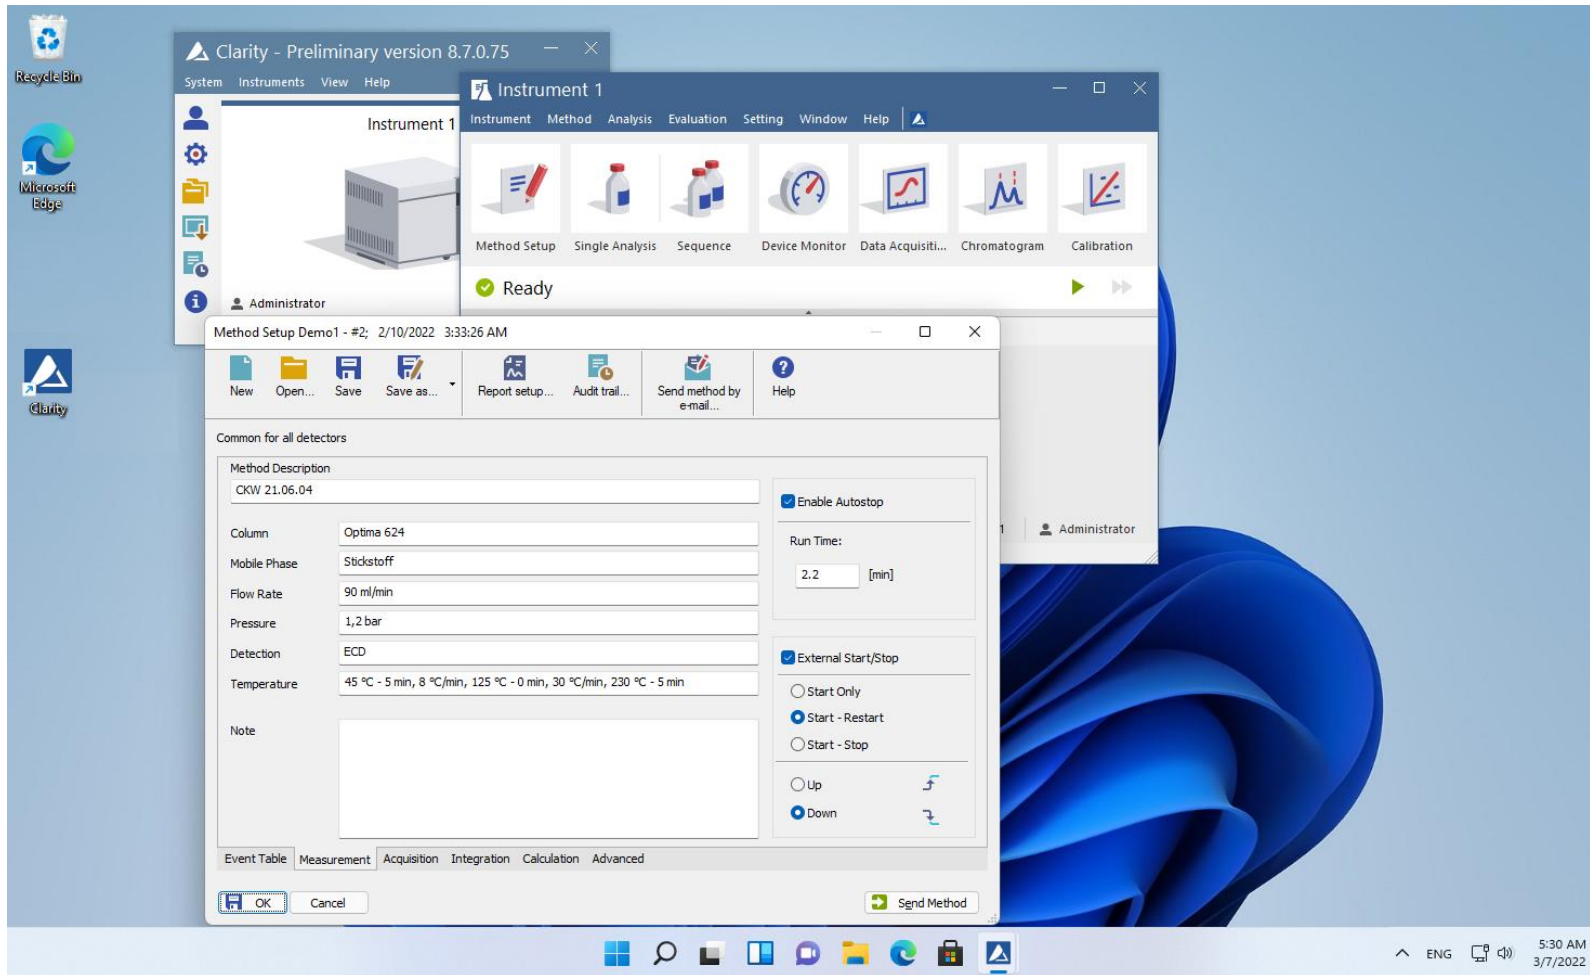 Recycle Bin
Microsoft
Edge
Clarity
Clarity - Preliminary version 8.7.0.75
System Instruments View Help
Instrument 1
Administrator
Instrument 1
Instrument Method Analysis Evaluation Setting Window Help
Method Setup Single Analysis Sequence Device Monitor Data Acquisiti... Chromatogram Calibration
Ready
1 Administrator
Method Setup Demo1 - #2; 2/10/2022 3:33:26 AM
New Open... Save Save as... Report setup... Audit trail... Send method by Help
e-mail...
Common for all detectors
Method Description
CKW 21.06.04
Column Optima 624
Mobile Phase Stickstoff
Flow Rate 90 ml/min
Pressure 1,2 bar
Detection ECD
Temperature 45 ºC - 5 min, 8 ºC/min, 125 ºC - 0 min, 30 ºC/min, 230 ºC - 5 min
Note
Enable Autostop
Run Time:
2.2 [min]
External Start/Stop
Start Only
Start - Restart
Start - Stop
Up
Down
Event Table Measurement Acquisition Integration Calculation Advanced
OK Cancel Send Method
ENG 5:30 AM
3/7/2022